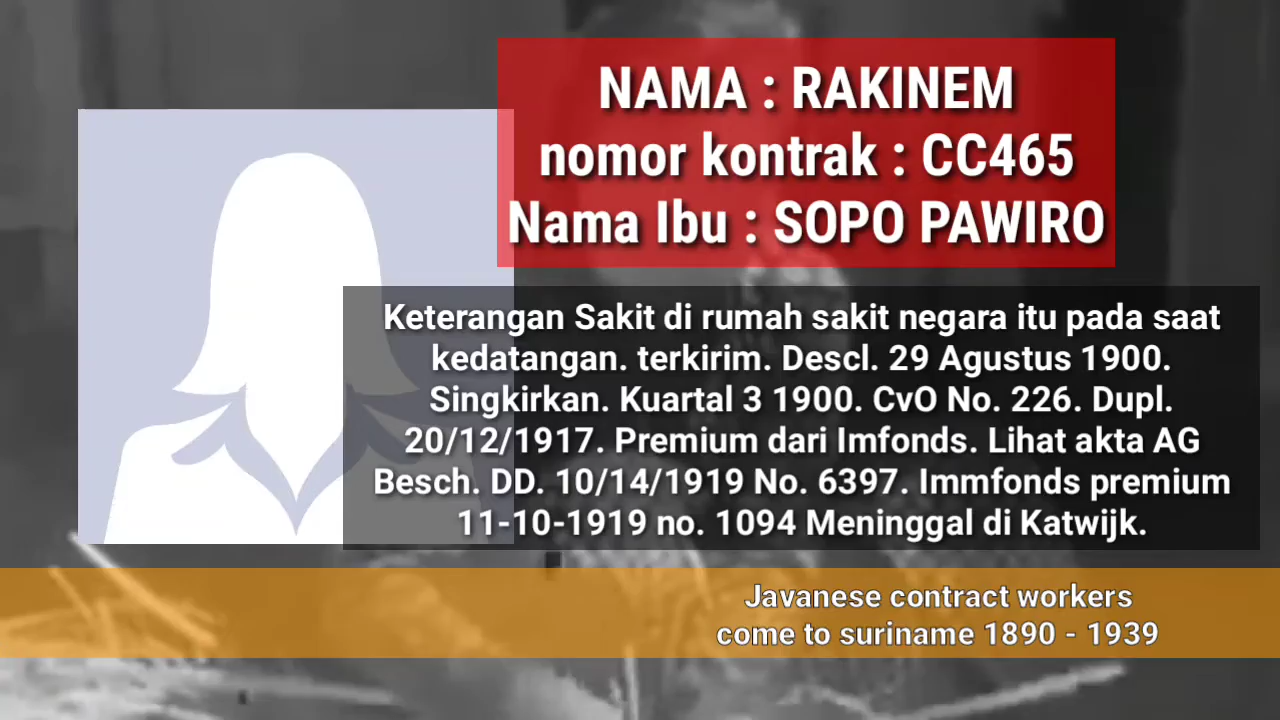 NAMA : RAKINEM
nomor kontrak : CC465
Nama Ibu : SOPO PAWIRO
Keterangan Sakit di rumah sakit negara itu pada saat
kedatangan. terkirim. Descl. 29 Agustus 1900.
Singkirkan. Kuartal 3 1900. CvO No. 226. Dupl.
20/12/1917. Premium dari Imfonds. Lihat akta AG
Besch. DD. 10/14/1919 No. 6397. Immfonds premium
11-10-1919 no. 1094 Meninggal di Katwijk.
Javanese contract workers
come to suriname 1890 - 1939